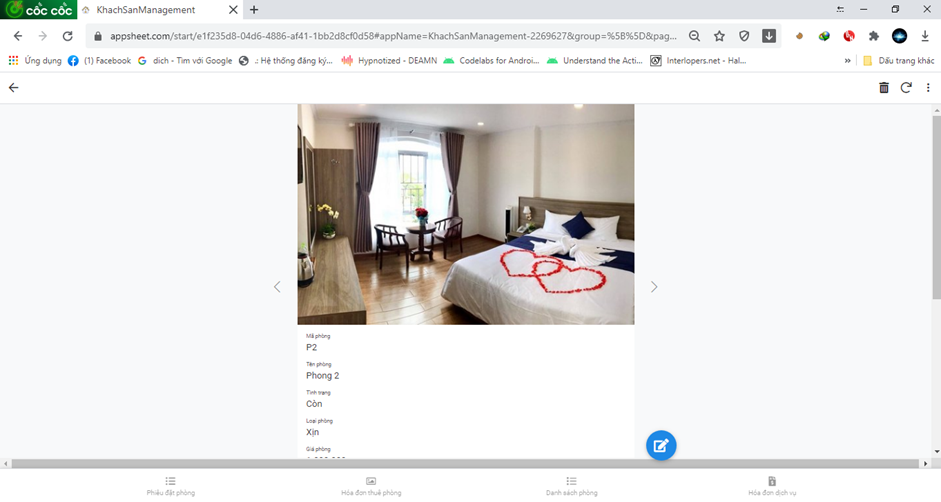 cốc cốc
KhachSanManagement
appsheet.com/start/e1f235d8-04d6-4886-af41-1bb2d8cf0d58#appName=KhachSanManagement-2269627&group=%5B%5D&pag...
Ứng dụng
(1) Facebook
dich - Tìm với Google
.: Hệ thống đăng ký,...
Hypnotized - DEAMN
Codelabs for Androi...
Understand the Acti...
Interlopers.net - Hal...
Dấu trang khác
Mã phòng
P2
Tên phòng
Phong 2
Tình trạng
Còn
Loại phòng
Xịn
Giá phòng
Phiếu đặt phòng
Hóa đơn thuê phòng
Danh sách phòng
Hóa đơn dịch vụ